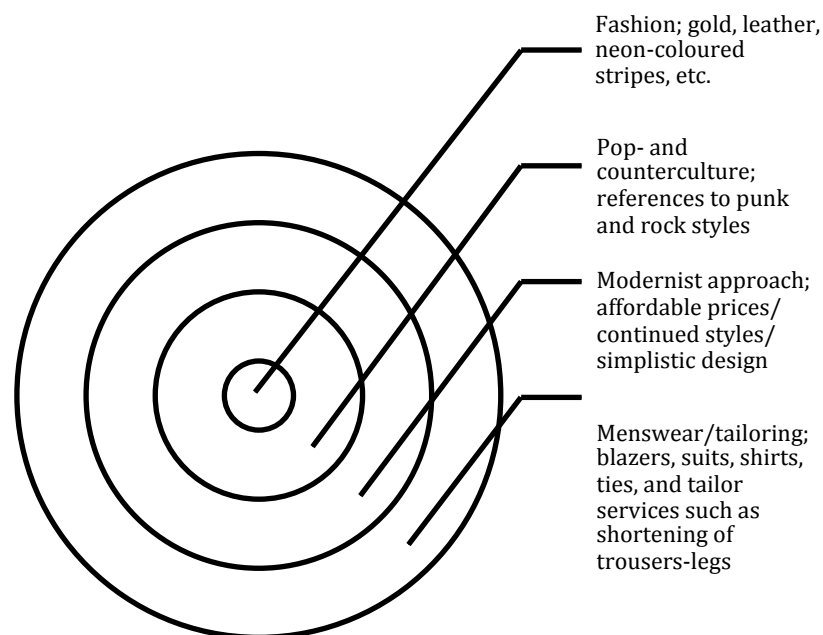 Fashion; gold, leather,
neon-coloured
stripes, etc.
Pop- and
counterculture;
references to punk
and rock styles
Modernist approach;
affordable prices/
continued styles/
simplistic design
Menswear/tailoring;
blazers, suits, shirts,
ties, and tailor
services such as
shortening of
trousers-legs